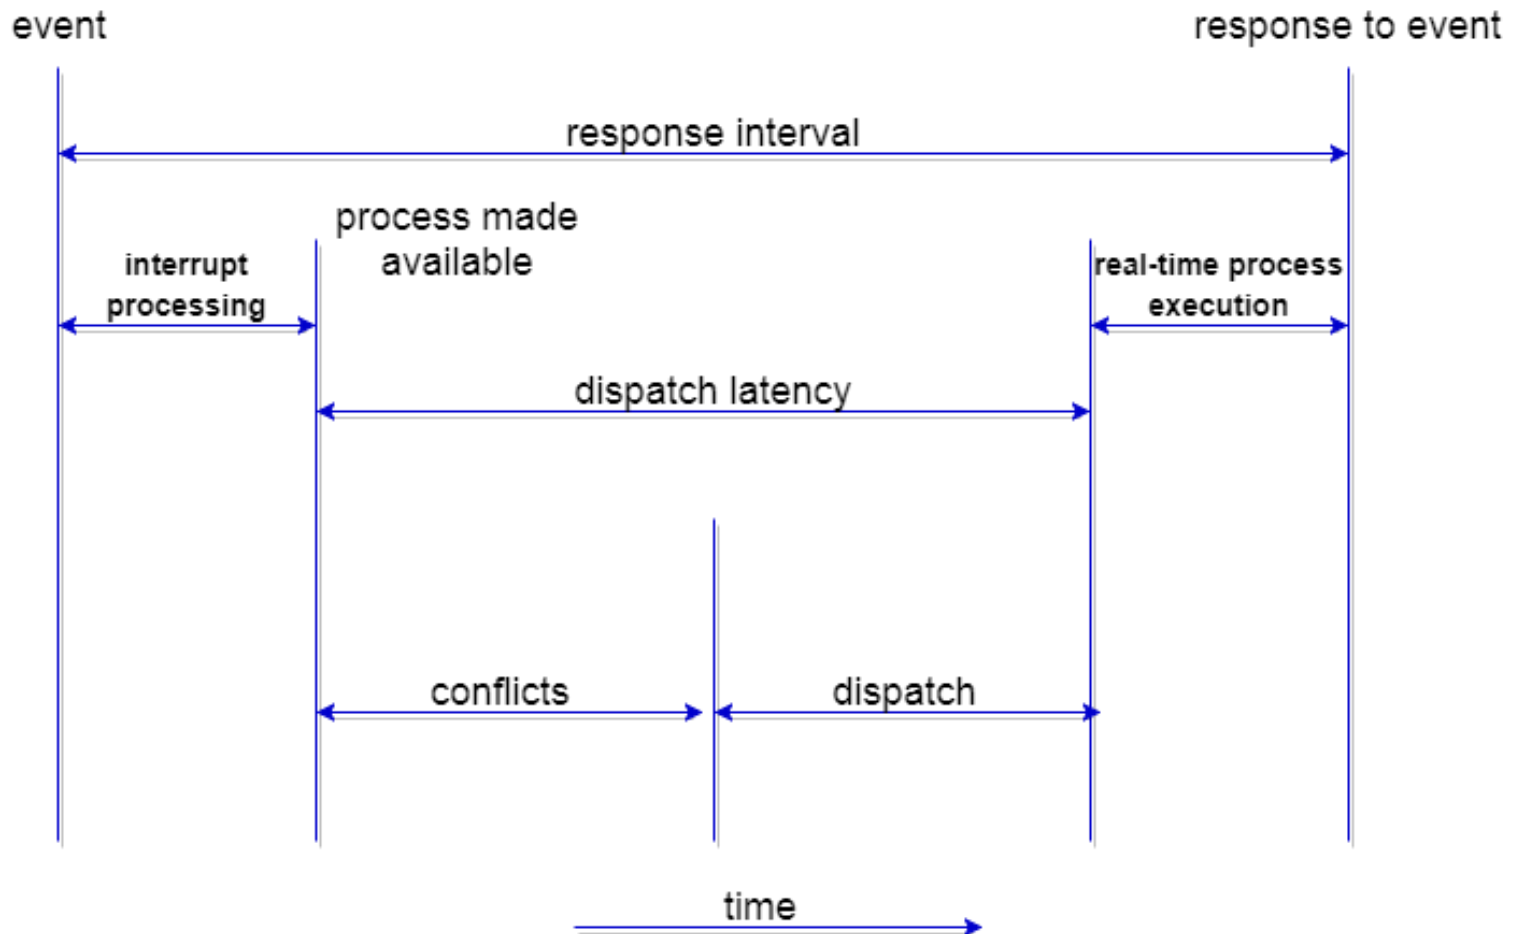 event
response to event
response interval
process made
available
interrupt
processing
real-time process
execution
dispatch latency
conflicts
dispatch
time